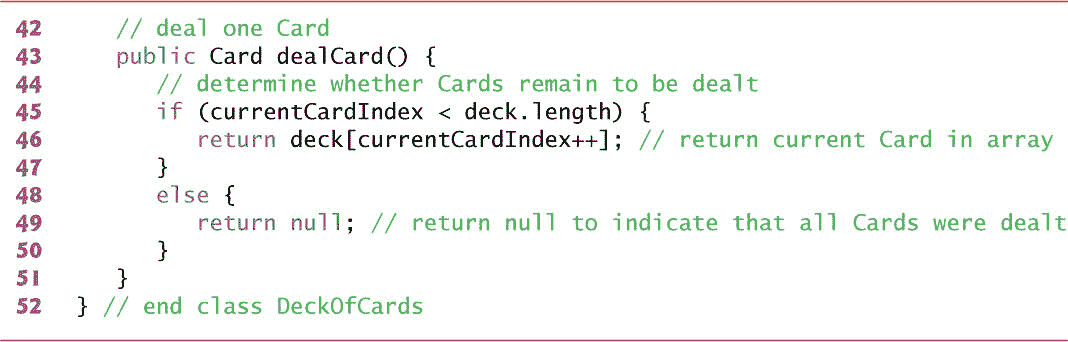 42 // deal one Card
43 public Card dealCard() {
44 // determine whether Cards remain to be dealt
45 if (currentCardIndex < deck.length) {
46 return deck[currentCardIndex++]; // return current Card in array
47 }
48 else {
49 return null; // return null to indicate that all Cards were dealt
50 }
51 }
52 } // end class DeckOfCards